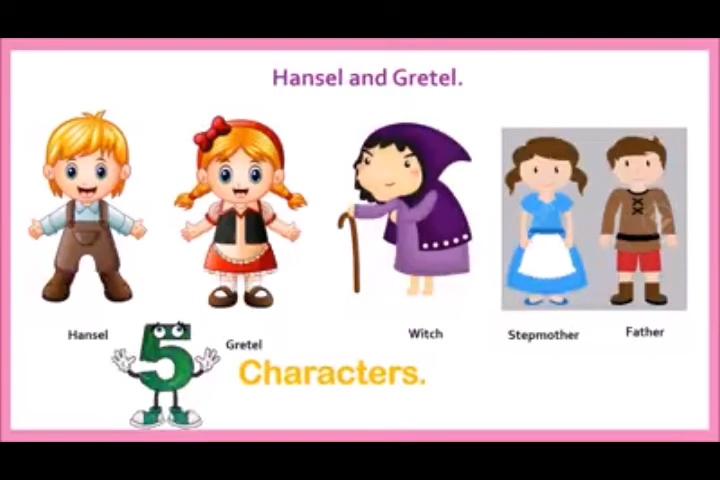 Hansel and Gretel.
Hansel
Gretel
Witch
Stepmother
Father
5
Characters.